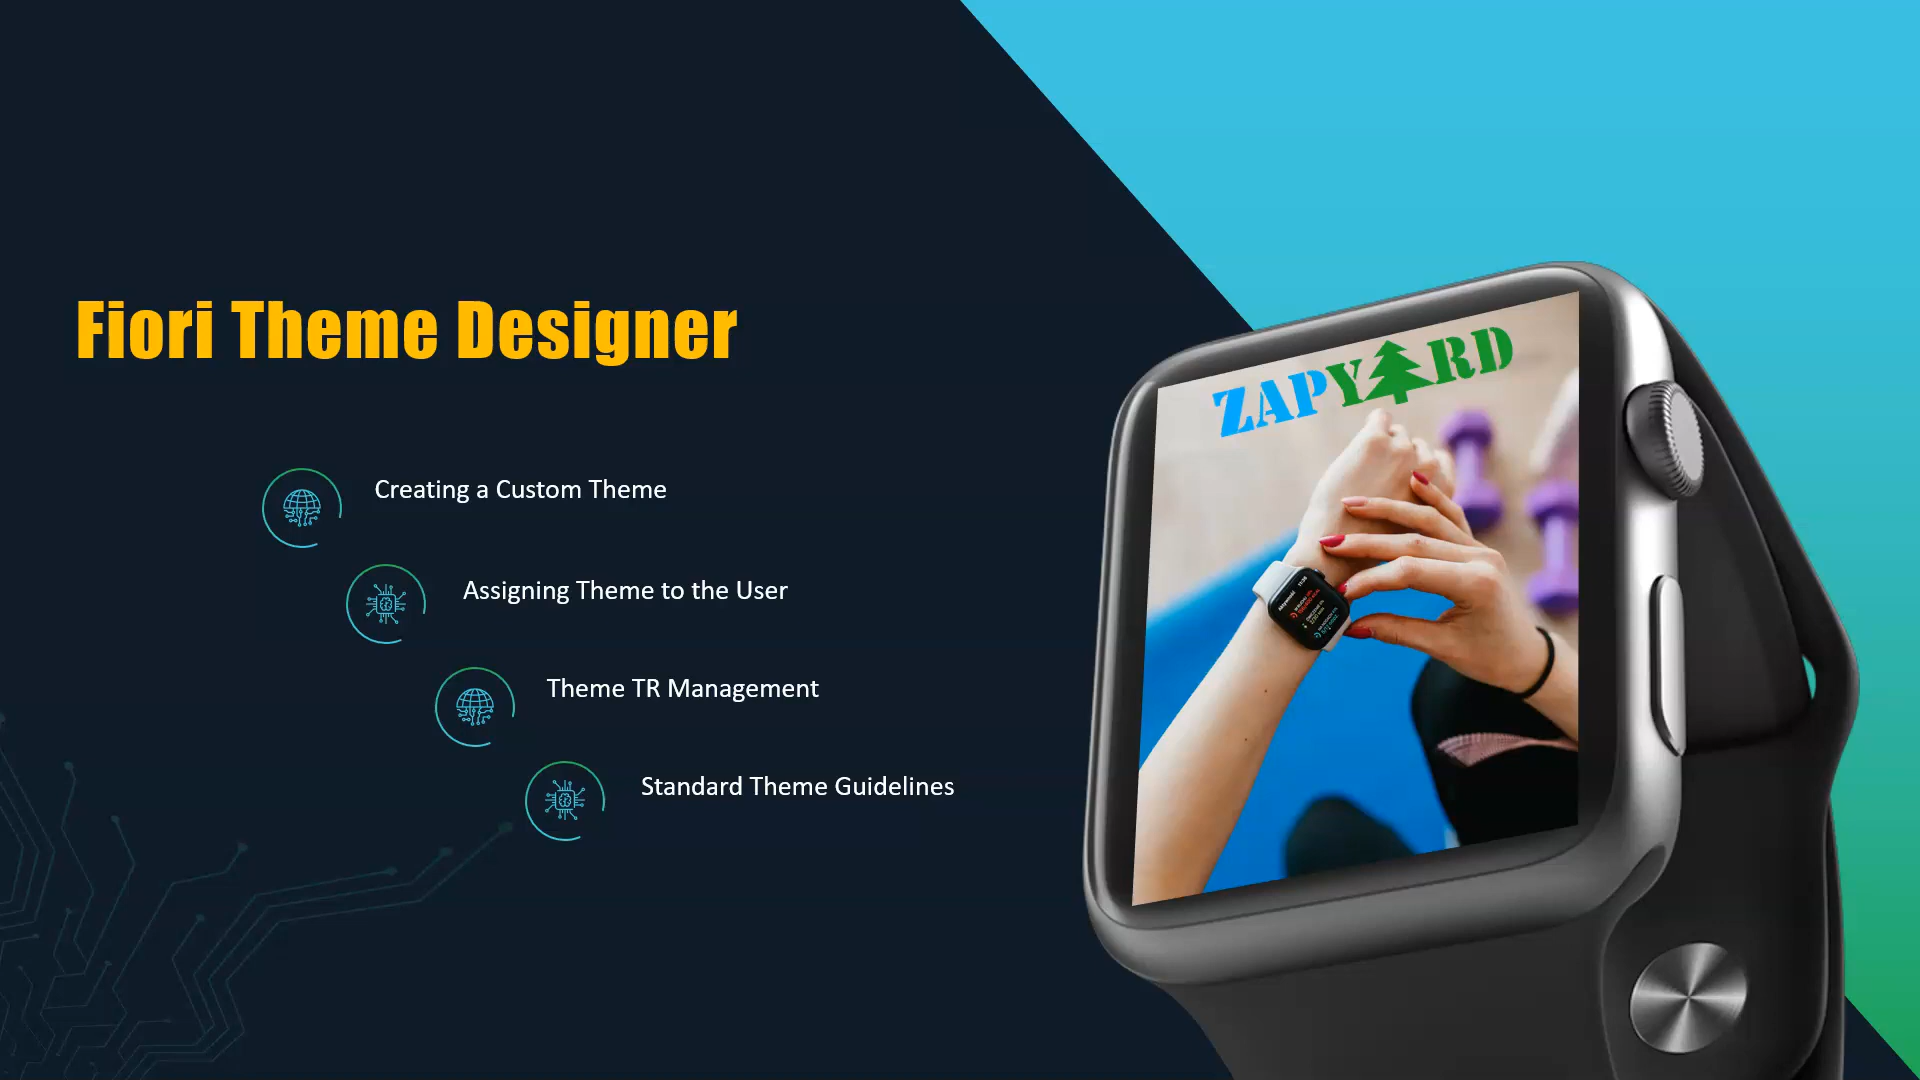 Fiori Theme Designer
Creating a Custom Theme
Assigning Theme to the User
Theme TR Management
Standard Theme Guidelines
ZAPYARD